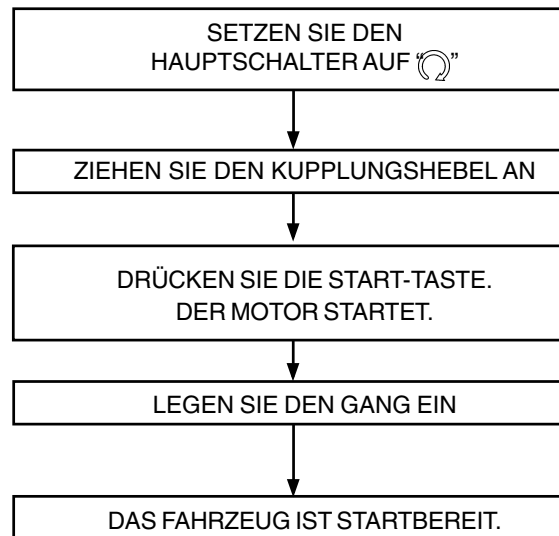 SETZEN SIE DEN
HAUPTSCHALTER AUF “ ”
ZIEHEN SIE DEN KUPPLUNGSHEBEL AN
DRÜCKEN SIE DIE START-TASTE.
DER MOTOR STARTET.
LEGEN SIE DEN GANG EIN
DAS FAHRZEUG IST STARTBEREIT.